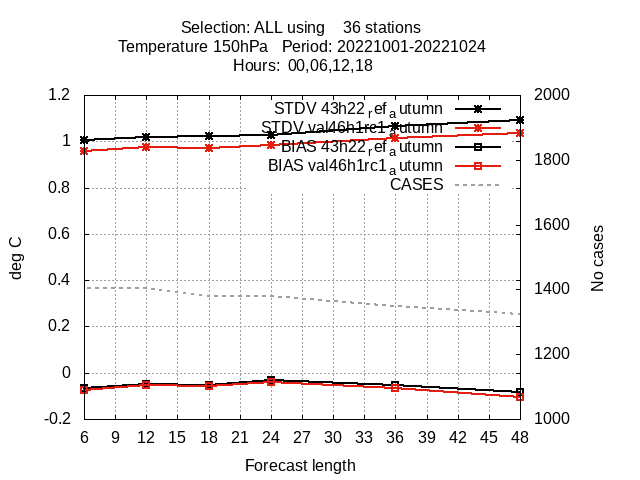 Selection: ALL using    36 stations
Temperature 150hPa   Period: 20221001-20221024
Hours:  00,06,12,18
STDV 43h22_ref_autumn
STDV val46h1rc1_autumn
BIAS 43h22_ref_autumn
BIAS val46h1rc1_autumn
CASES
1.2
1
0.8
0.6
0.4
0.2
0
-0.2
deg C
2000
1800
1600
1400
1200
1000
No cases
6 9 12 15 18 21 24 27 30 33 36 39 42 45 48
Forecast length